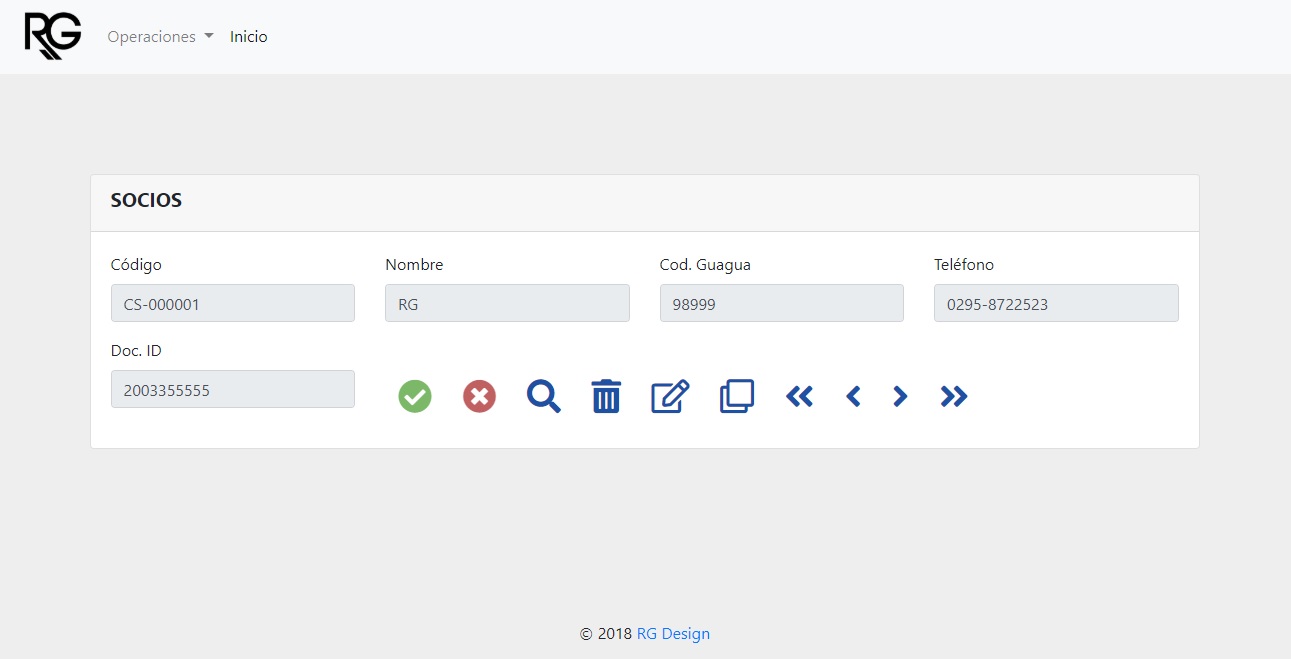 RG Operaciones Inicio
SOCIOS
Código Nombre Cod. Guagua Teléfono
CS-000001 RG 98999 0295-8722523
Doc. ID
2003355555
© 2018 RG Design